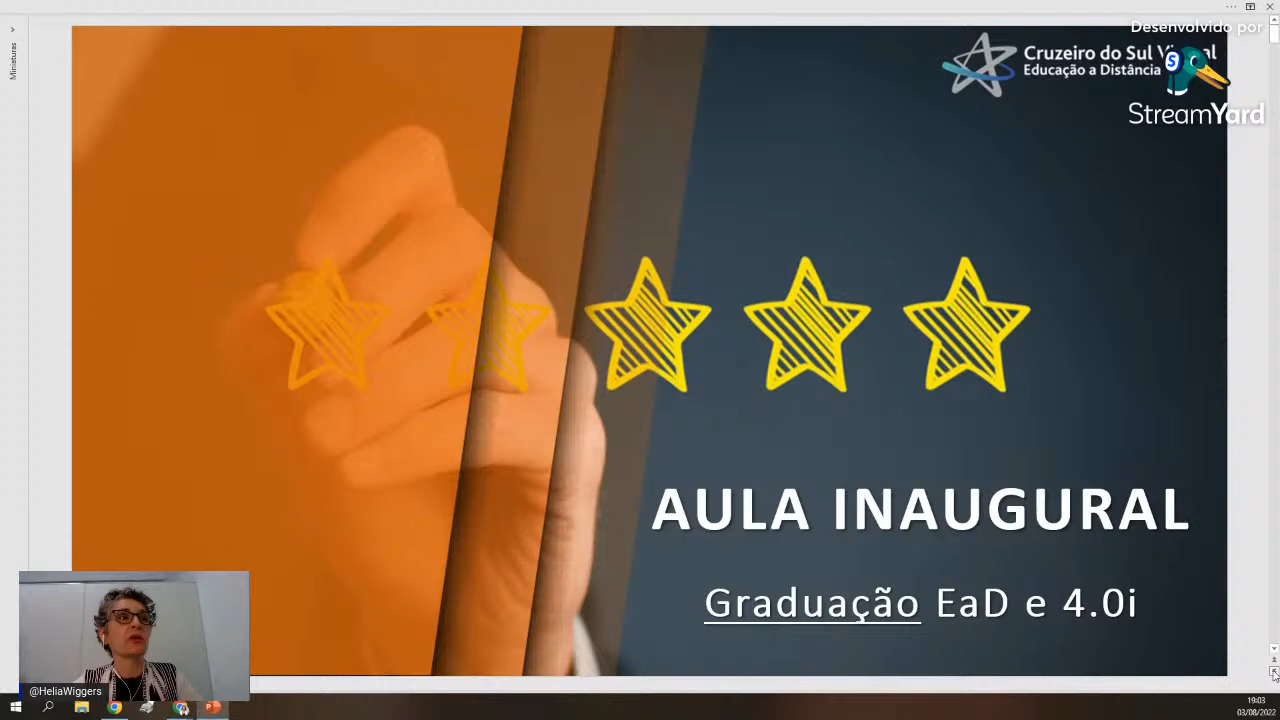 Miniaturas
Desenvolvido por
StreamYard
Cruzeiro do Sul
Educação a Distância
AULA INAUGURAL
Graduação EaD e 4.0i
@HeliaWiggers
19:03
03/08/2022